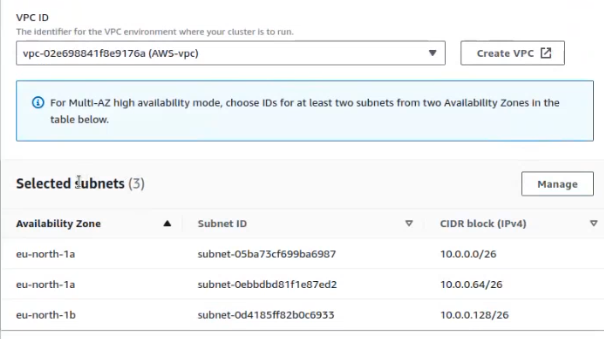 VPC ID
The identifier for the VPC environment where your cluster is to run.
vpc-02e698841f8e9176a (AWS-vpc)
Create VPC
For Multi-AZ high availability mode, choose IDs for at least two subnets from two Availability Zones in the
table below.
Selected subnets (3)
Manage
Availability Zone Subnet ID CIDR block (IPv4)
eu-north-1a subnet-05ba73cf699ba6987 10.0.0.0/26
eu-north-1a subnet-0ebbdbd81f1e87ed2 10.0.0.64/26
eu-north-1b subnet-0d4185ff82b0c6933 10.0.0.128/26